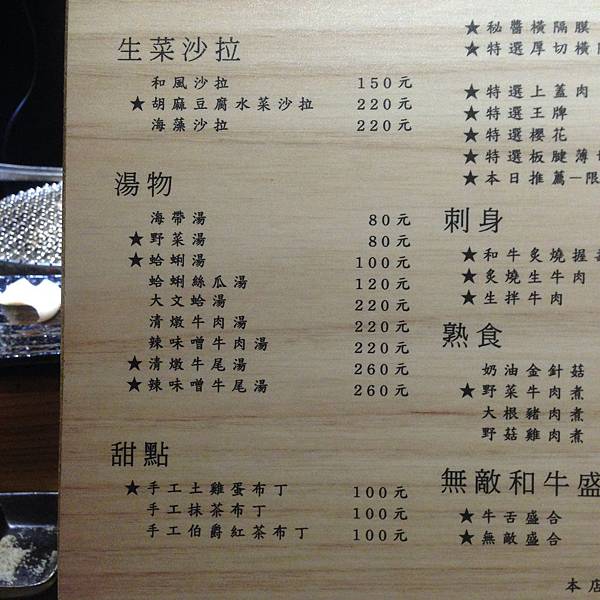 生菜沙拉
和風沙拉 150元
★胡麻豆腐水菜沙拉 220元
海藻沙拉 220元
湯物
海帶湯 80元
★野菜湯 80元
★蛤蜊湯 100元
蛤蜊絲瓜湯 120元
大文蛤湯 220元
清燉牛肉湯 220元
辣味噌牛肉湯 220元
★清燉牛尾湯 260元
★辣味噌牛尾湯 260元
甜點
★手工土雞蛋布丁 100元
手工抹茶布丁 100元
手工伯爵紅茶布丁 100元
★秘醬橫隔膜
★特選厚切橫
★特選上蓋肉
★特選王牌
★特選櫻花
★特選板腱薄
★本日推薦—限
刺身
★和牛炙燒握
★炙燒生牛肉
★生拌牛肉
熟食
奶油金針菇
★野菜牛肉煮
大根豬肉煮
野菇雞肉煮
無敵和牛盛
★牛舌盛合
★無敵盛合
本店